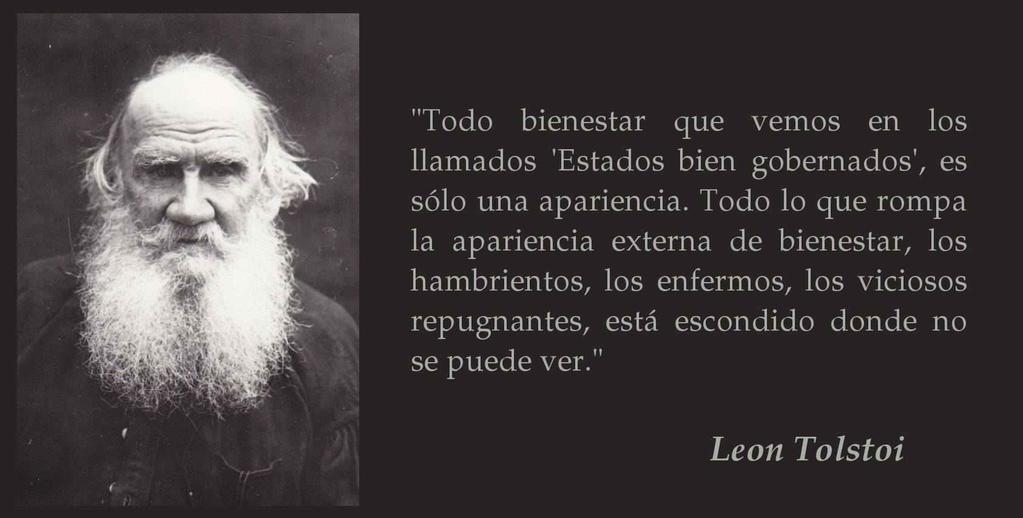 "Todo bienestar que vemos en los
llamados 'Estados bien gobernados', es
sólo una apariencia. Todo lo que rompa
la apariencia externa de bienestar, los
hambrientos, los enfermos, los viciosos
repugnantes, está escondido donde no
se puede ver."
Leon Tolstoi